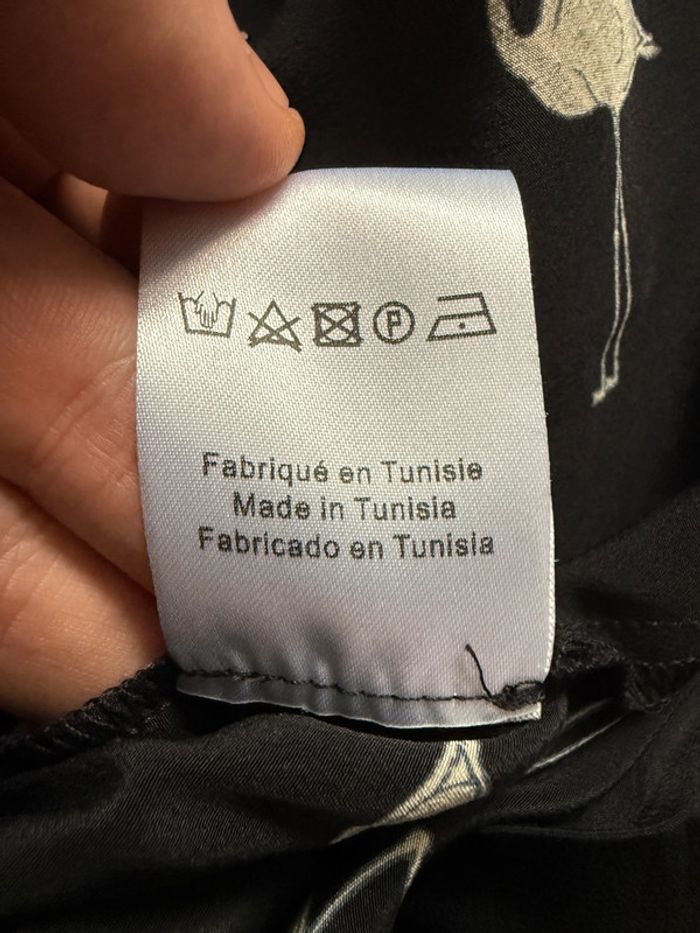 P
Fabriqué en Tunisie
Made in Tunisia
Fabricado en Tunisia